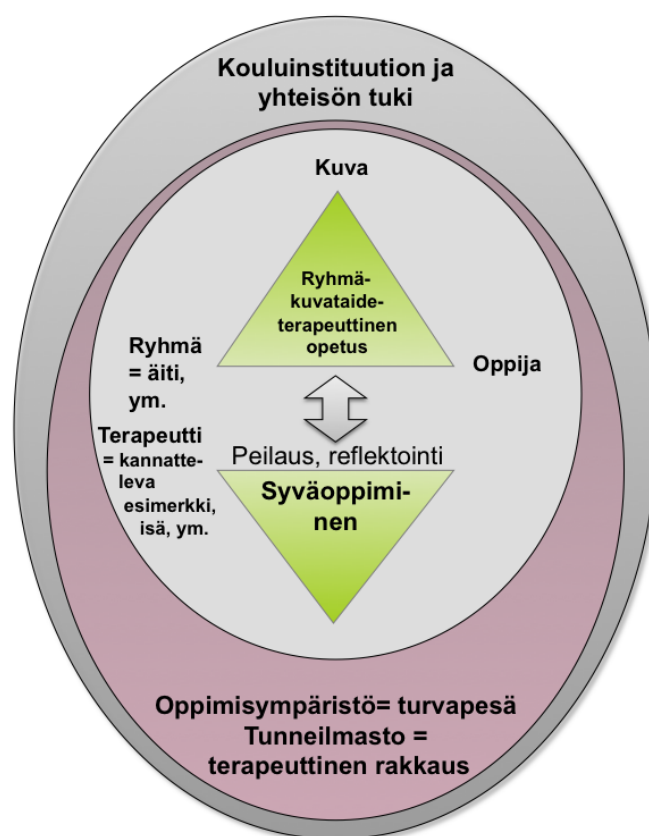 Kouluinstituution ja
yhteisön tuki
Kuva
Ryhmä-
kuvataide-
terapeuttinen
opetus
Ryhmä
= äiti,
ym.
Oppija
Terapeutti
= kannatte-
leva
esimerkki,
isä, ym.
Peilaus, reflektointi
Syväoppimi-
nen
Oppimisympäristö= turvapesä
Tunneilmasto =
terapeuttinen rakkaus